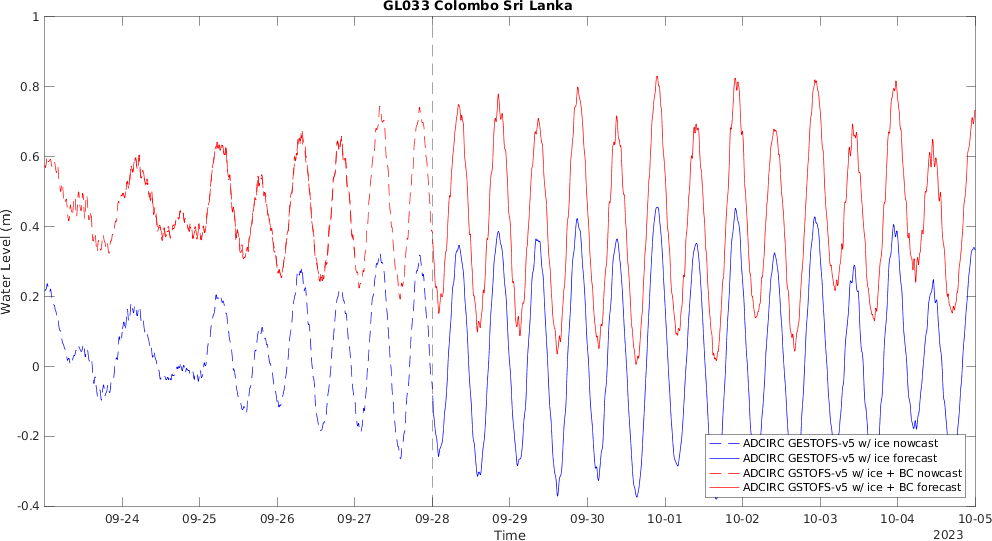 GL033 Colombo Sri Lanka
1
0.8
0.6
0.4
0.2
0
-0.2
-0.4
Water Level (m)
ADCIRC GESTOFS-v5 w/ ice nowcast
ADCIRC GESTOFS-v5 w/ ice forecast
ADCIRC GSTOFS-v5 w/ ice + BC nowcast
ADCIRC GSTOFS-v5 w/ ice + BC forecast
09-24 09-25 09-26 09-27 09-28 09-29 09-30 10-01 10-02 10-03 10-04 10-05
Time
2023